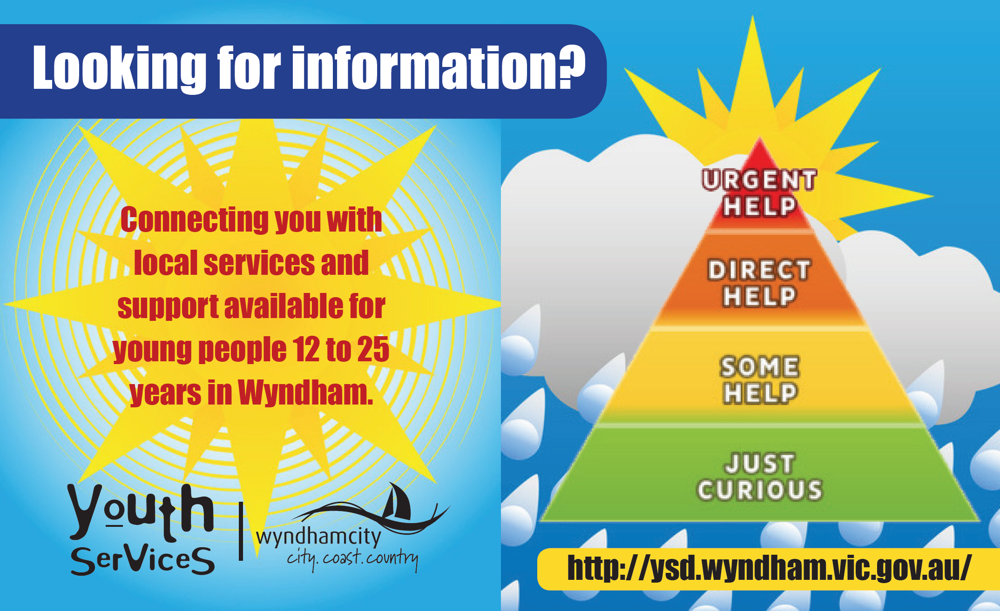 Looking for information?
Connecting you with
local services and
support available for
young people 12 to 25
years in Wyndham.
youth
serVices
wyndhamcity
city. coast. country
URGENT
HELP
DIRECT
HELP
SOME
HELP
JUST
CURIOUS
http://ysd.wyndham.vic.gov.au/